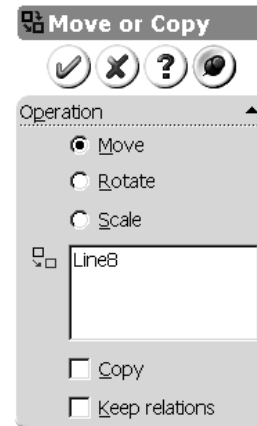 Move or Copy
?
Operation
Move
Rotate
Scale
Line8
Copy
Keep relations